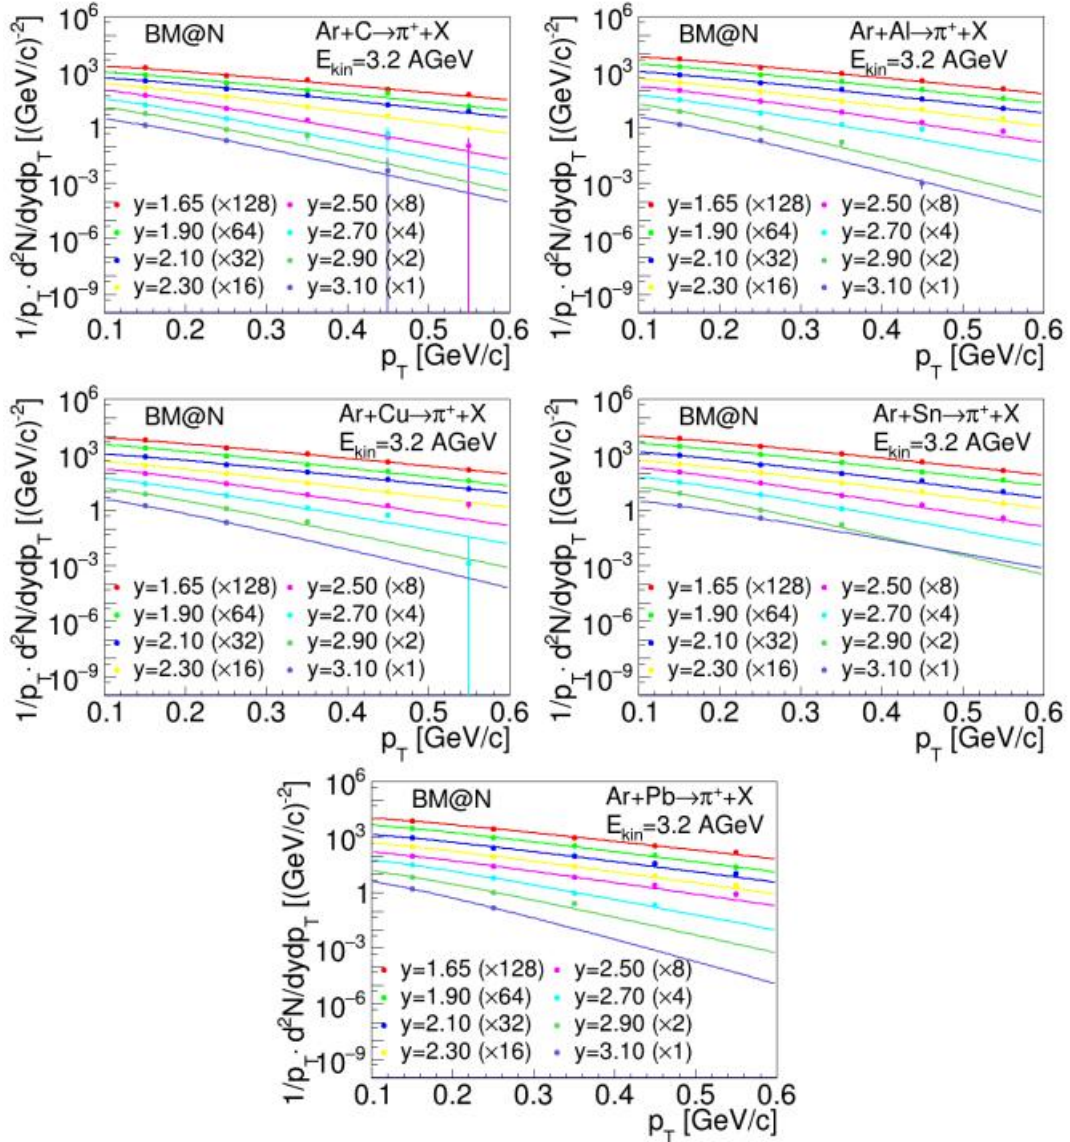 BM@N Ar+C→π⁺+X
E_kin=3.2 AGeV
1/p_T · d²N/dydp_T [(GeV/c)⁻²]
10⁶
10³
1
10⁻³
10⁻⁶
10⁻⁹
y=1.65 (×128) y=2.50 (×8)
y=1.90 (×64) y=2.70 (×4)
y=2.10 (×32) y=2.90 (×2)
y=2.30 (×16) y=3.10 (×1)
0.1 0.2 0.3 0.4 0.5 0.6
p_T [GeV/c]
BM@N Ar+Al→π⁺+X
E_kin=3.2 AGeV
1/p_T · d²N/dydp_T [(GeV/c)⁻²]
10⁶
10³
1
10⁻³
10⁻⁶
10⁻⁹
y=1.65 (×128) y=2.50 (×8)
y=1.90 (×64) y=2.70 (×4)
y=2.10 (×32) y=2.90 (×2)
y=2.30 (×16) y=3.10 (×1)
0.1 0.2 0.3 0.4 0.5 0.6
p_T [GeV/c]
BM@N Ar+Cu→π⁺+X
E_kin=3.2 AGeV
1/p_T · d²N/dydp_T [(GeV/c)⁻²]
10⁶
10³
1
10⁻³
10⁻⁶
10⁻⁹
y=1.65 (×128) y=2.50 (×8)
y=1.90 (×64) y=2.70 (×4)
y=2.10 (×32) y=2.90 (×2)
y=2.30 (×16) y=3.10 (×1)
0.1 0.2 0.3 0.4 0.5 0.6
p_T [GeV/c]
BM@N Ar+Sn→π⁺+X
E_kin=3.2 AGeV
1/p_T · d²N/dydp_T [(GeV/c)⁻²]
10⁶
10³
1
10⁻³
10⁻⁶
10⁻⁹
y=1.65 (×128) y=2.50 (×8)
y=1.90 (×64) y=2.70 (×4)
y=2.10 (×32) y=2.90 (×2)
y=2.30 (×16) y=3.10 (×1)
0.1 0.2 0.3 0.4 0.5 0.6
p_T [GeV/c]
BM@N Ar+Pb→π⁺+X
E_kin=3.2 AGeV
1/p_T · d²N/dydp_T [(GeV/c)⁻²]
10⁶
10³
1
10⁻³
10⁻⁶
10⁻⁹
y=1.65 (×128) y=2.50 (×8)
y=1.90 (×64) y=2.70 (×4)
y=2.10 (×32) y=2.90 (×2)
y=2.30 (×16) y=3.10 (×1)
0.1 0.2 0.3 0.4 0.5 0.6
p_T [GeV/c]